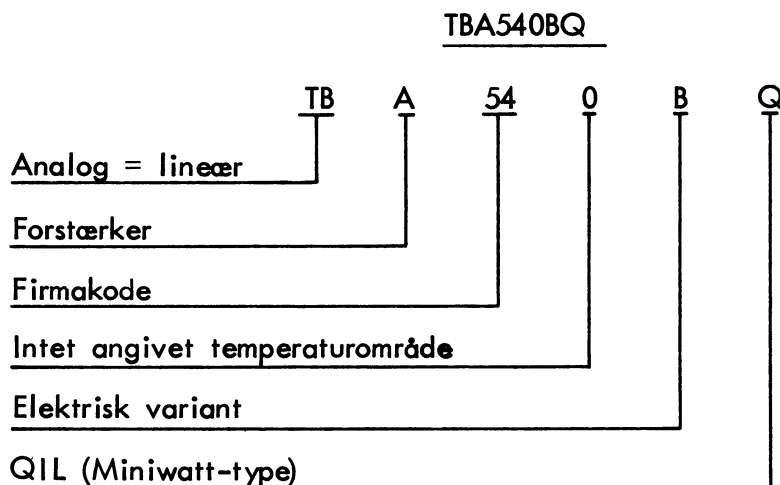 TBA540BQ
TB A 54 0 B Q
Analog = lineær
Forstærker
Firmakode
Intet angivet temperaturområde
Elektrisk variant
QIL (Miniwatt-type)